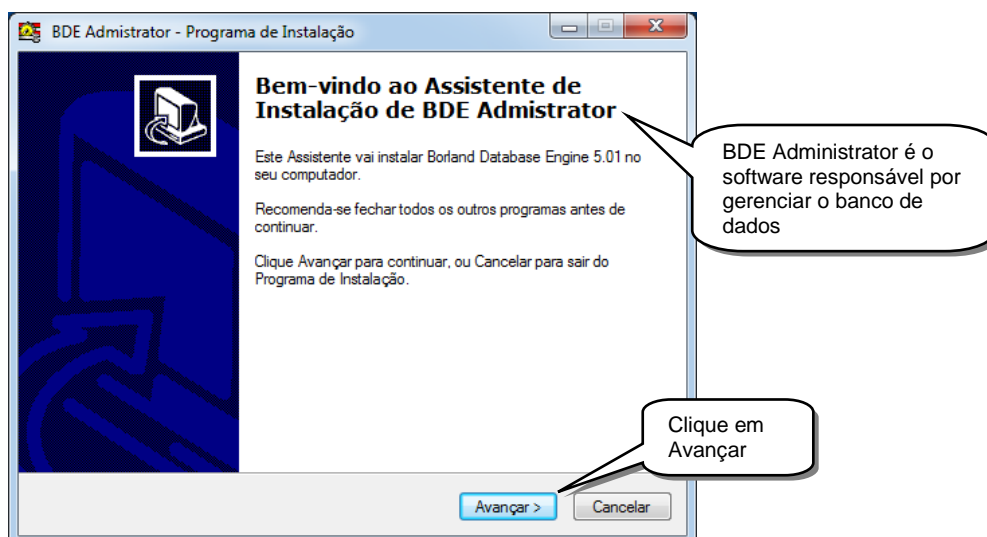 BDE Admistrator - Programa de Instalação
Bem-vindo ao Assistente de
Instalação de BDE Admistrator
Este Assistente vai instalar Borland Database Engine 5.01 no
seu computador.
Recomenda-se fechar todos os outros programas antes de
continuar.
Clique Avançar para continuar, ou Cancelar para sair do
Programa de Instalação.
BDE Administrator é o
software responsável por
gerenciar o banco de
dados
Clique em
Avançar
Avançar >
Cancelar